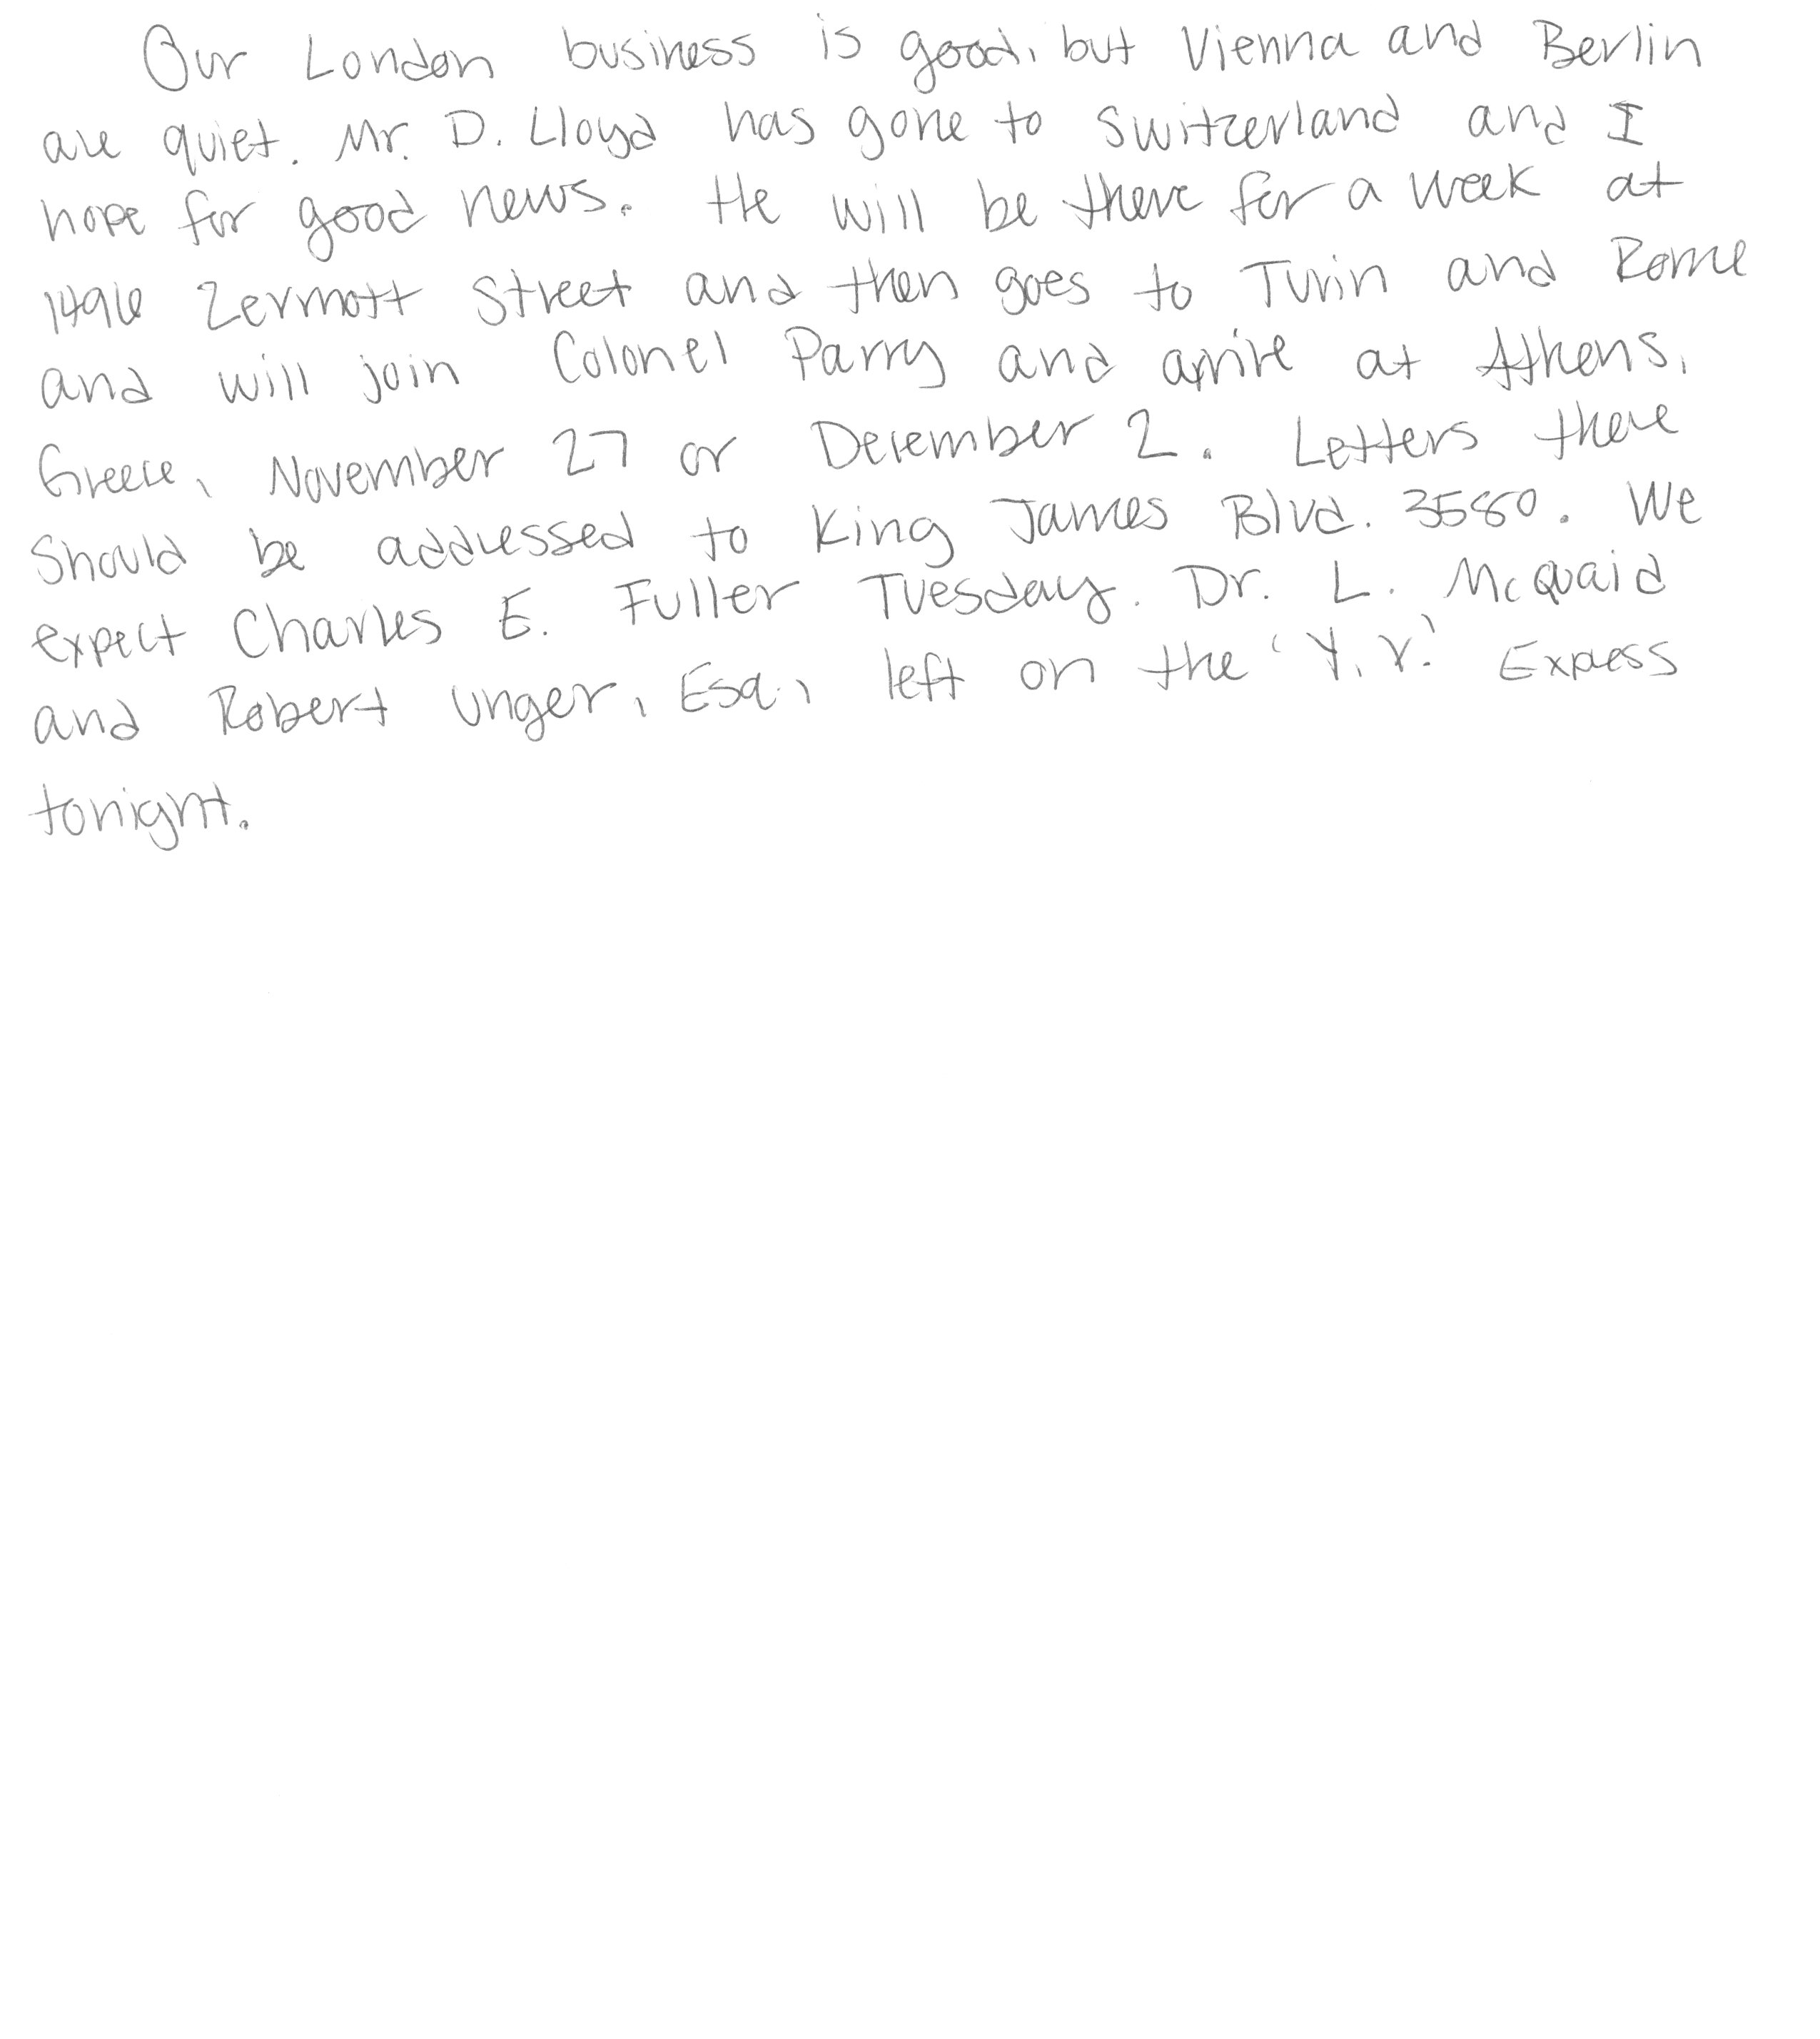 Our London business is good, but Vienna and Berlin
are quiet. Mr. D. Lloyd has gone to Switzerland and I
hope for good news. He will be there for a week at
1496 Zermott Street and then goes to Turin and Rome
and will join Colonel Parry and arrive at Athens,
Greece, November 27 or December 2. Letters there
should be addressed to King James Blvd. 3580. We
expect Charles E. Fuller Tuesday. Dr. L. McQuaid
and Robert Unger, Esq., left on the 'Y.X.' Express
tonight.